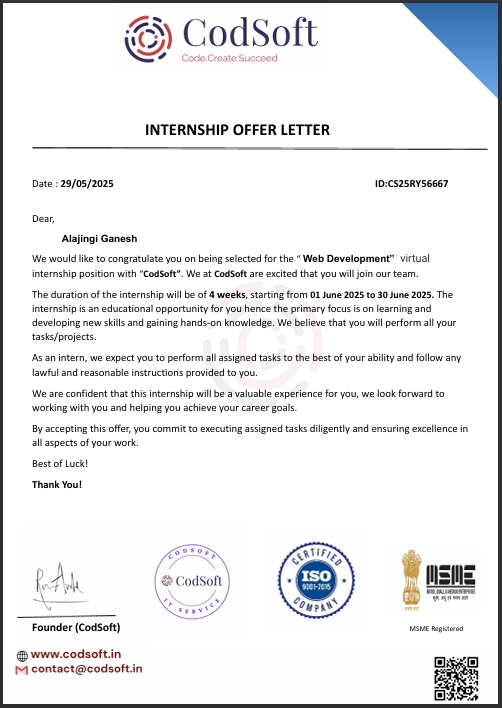 CodSoft
Code.Create.Succeed
INTERNSHIP OFFER LETTER
Date : 29/05/2025 ID:CS25RY56667
Dear,
Alajingi Ganesh
We would like to congratulate you on being selected for the “ Web Development” virtual
internship position with “CodSoft”. We at CodSoft are excited that you will join our team.
The duration of the internship will be of 4 weeks, starting from 01 June 2025 to 30 June 2025. The
internship is an educational opportunity for you hence the primary focus is on learning and
developing new skills and gaining hands-on knowledge. We believe that you will perform all your
tasks/projects.
As an intern, we expect you to perform all assigned tasks to the best of your ability and follow any
lawful and reasonable instructions provided to you.
We are confident that this internship will be a valuable experience for you, we look forward to
working with you and helping you achieve your career goals.
By accepting this offer, you commit to executing assigned tasks diligently and ensuring excellence in
all aspects of your work.
Best of Luck!
Thank You!
CODSOFT
CodSoft
IT SERVICE
CERTIFIED
ISO
9001-2015
COMPANY
MSME
MICRO, SMALL & MEDIUM ENTERPRISES
सूक्ष्म, लघु एवं मध्यम उद्यम
Founder (CodSoft)
MSME Registered
www.codsoft.in
contact@codsoft.in